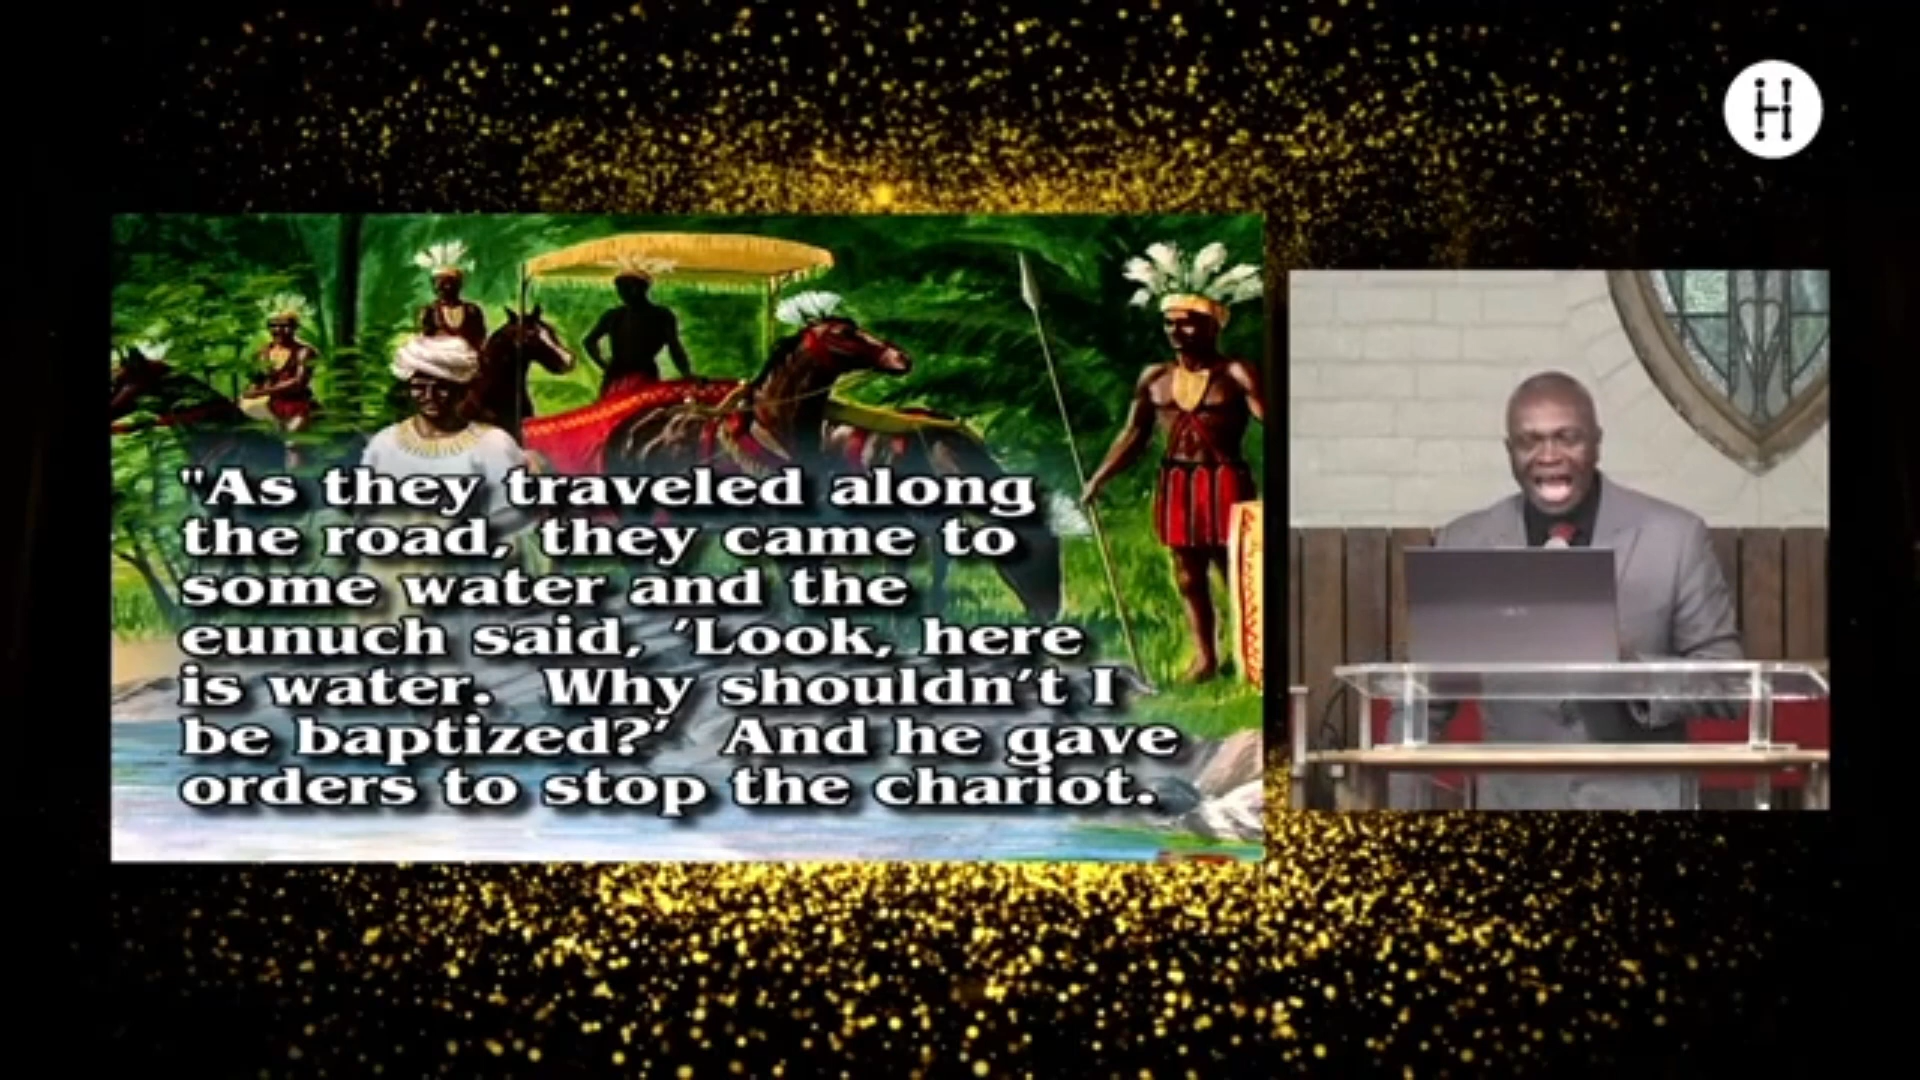 "As they traveled along
the road, they came to
some water and the
eunuch said, 'Look, here
is water. Why shouldn't I
be baptized?' And he gave
orders to stop the chariot.
H